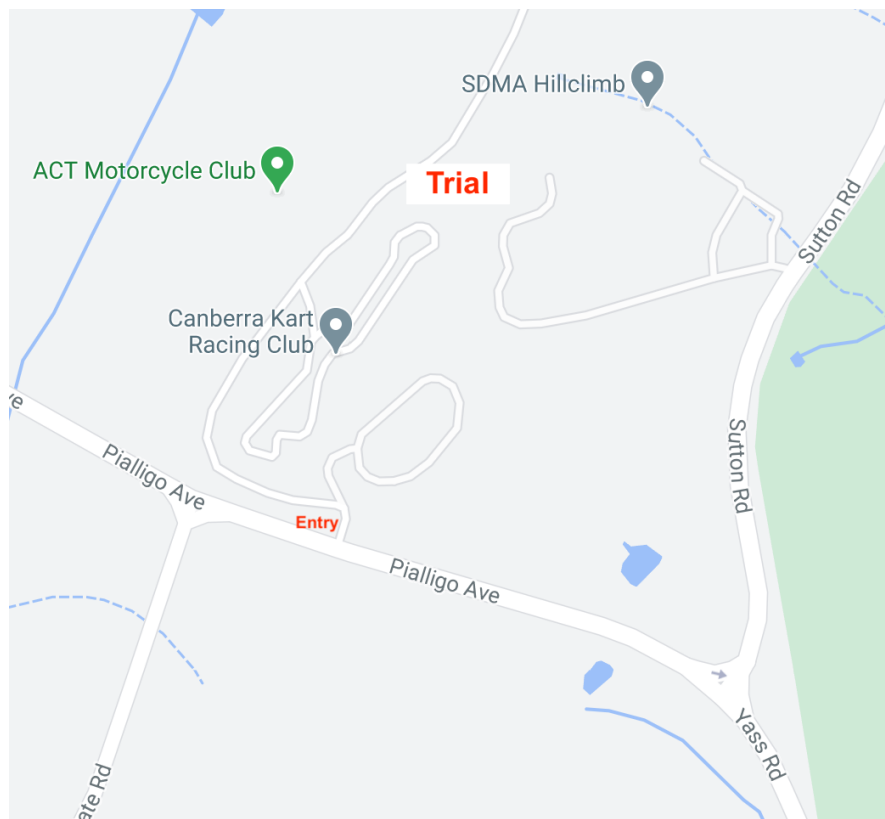 SDMA Hillclimb
ACT Motorcycle Club
Trial
Sutton Rd
Canberra Kart
Racing Club
Sutton Rd
Pialligo Ave
Entry
Pialligo Ave
Yass Rd